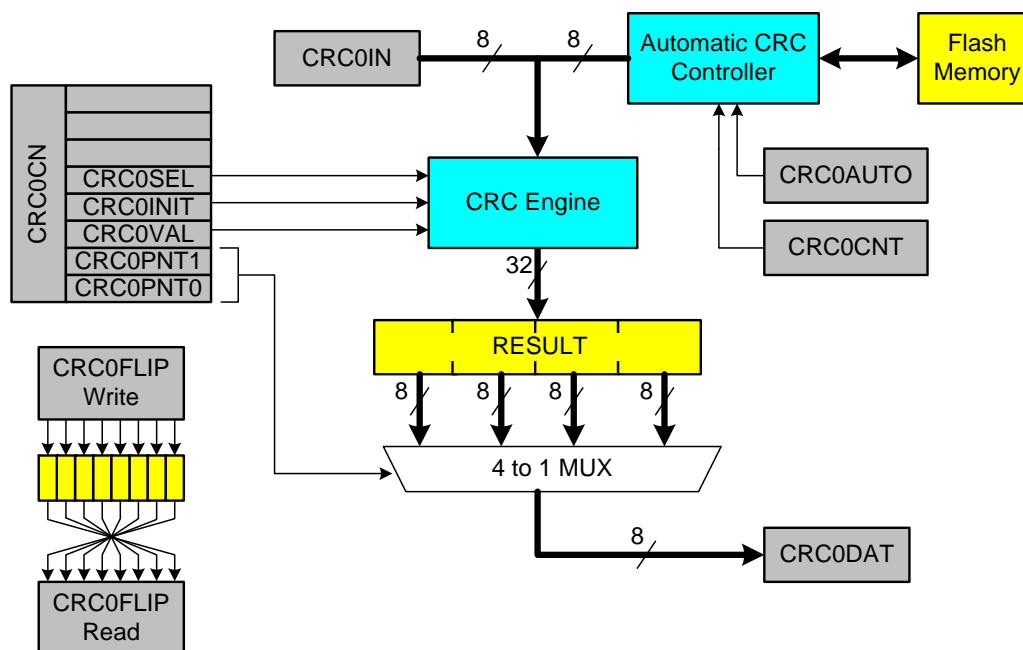 CRC0IN
8
8
Automatic CRC
Controller
Flash
Memory
CRC0CN
CRC0SEL
CRC0INIT
CRC0VAL
CRC0PNT1
CRC0PNT0
CRC Engine
CRC0AUTO
CRC0CNT
32
RESULT
8
8
8
8
4 to 1 MUX
8
CRC0DAT
CRC0FLIP
Write
CRC0FLIP
Read